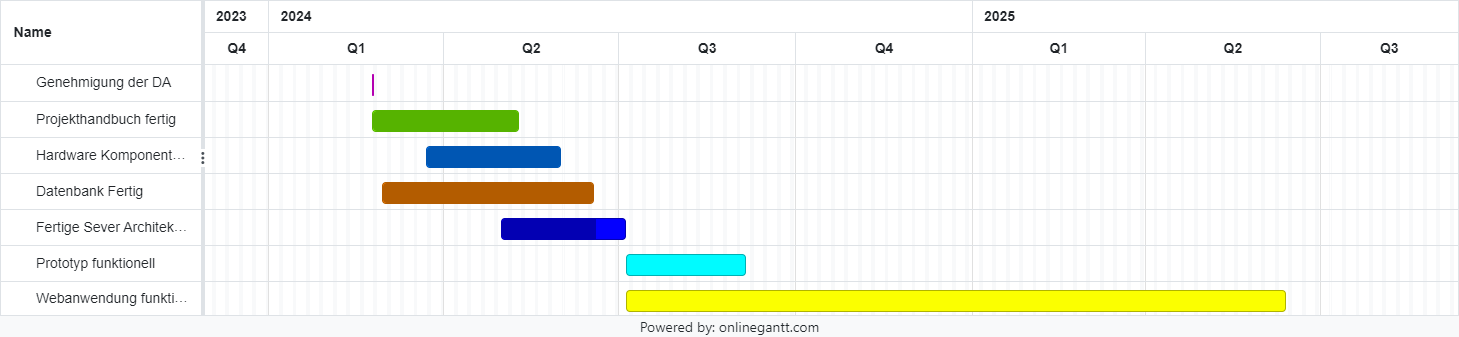 2023 2024 2025
Name
Q4 Q1 Q2 Q3 Q4 Q1 Q2 Q3
Genehmigung der DA
Projekthandbuch fertig
Hardware Komponent...
Datenbank Fertig
Fertige Sever Architek...
Prototyp funktionell
Webanwendung funkti...
Powered by: onlinegantt.com